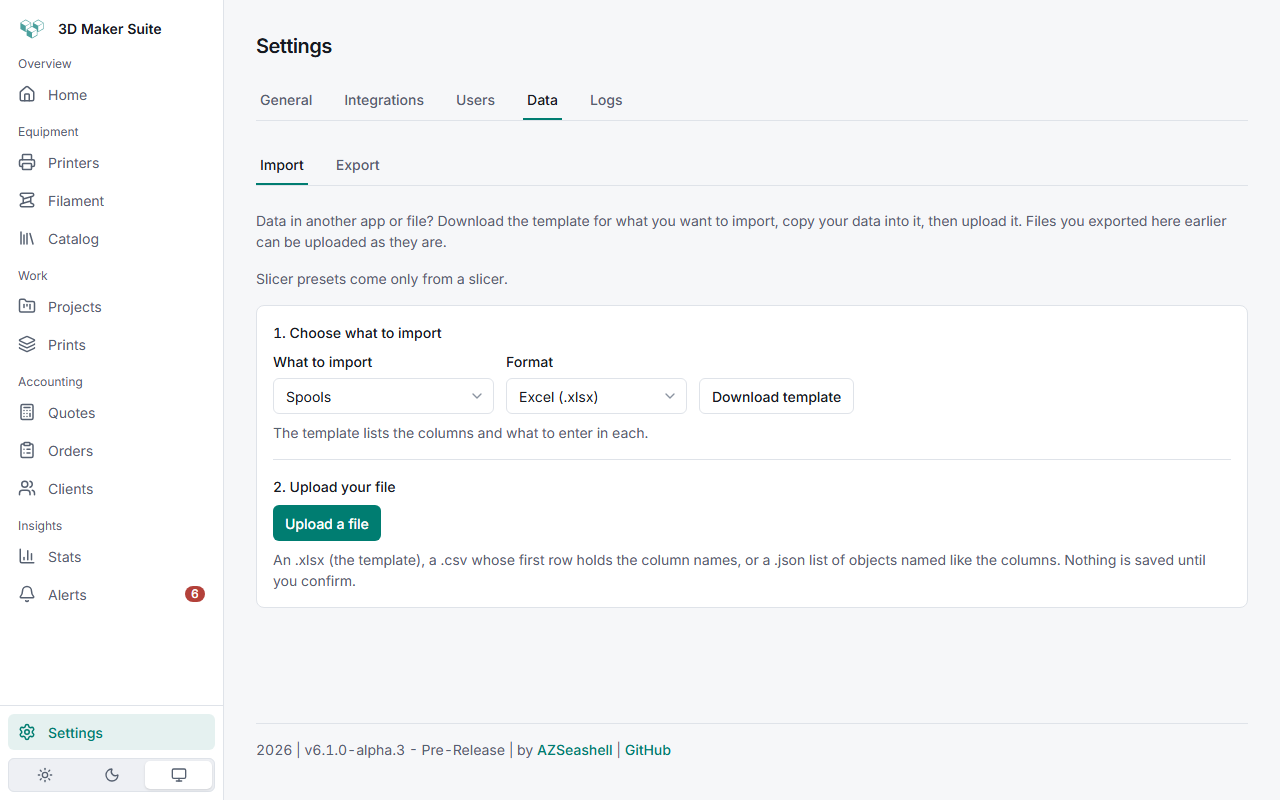 3D Maker Suite
Overview
Home
Equipment
Printers
Filament
Catalog
Work
Projects
Prints
Accounting
Quotes
Orders
Clients
Insights
Stats
Alerts 6
Settings
Settings
General Integrations Users Data Logs
Import Export
Data in another app or file? Download the template for what you want to import, copy your data into it, then upload it. Files you exported here earlier
can be uploaded as they are.
Slicer presets come only from a slicer.
1. Choose what to import
What to import Format
Spools Excel (.xlsx) Download template
The template lists the columns and what to enter in each.
2. Upload your file
Upload a file
An .xlsx (the template), a .csv whose first row holds the column names, or a .json list of objects named like the columns. Nothing is saved until
you confirm.
2026 | v6.1.0-alpha.3 - Pre-Release | by AZSeashell | GitHub